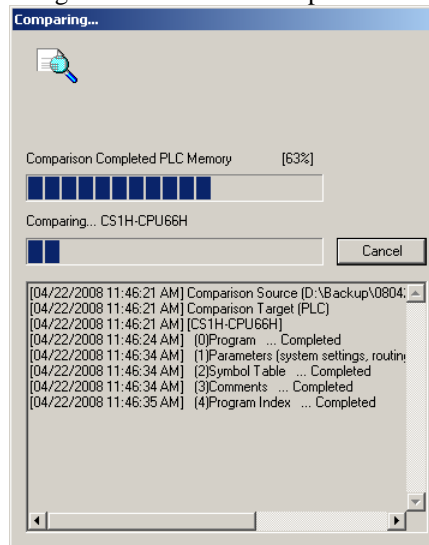 Comparing...
Comparison Completed PLC Memory [63%]
Comparing... CS1H-CPU66H
Cancel
[04/22/2008 11:46:21 AM] Comparison Source (D:\Backup\0804
[04/22/2008 11:46:21 AM] Comparison Target (PLC)
[04/22/2008 11:46:21 AM] [CS1H-CPU66H]
[04/22/2008 11:46:24 AM] (0)Program ... Completed
[04/22/2008 11:46:34 AM] (1)Parameters (system settings, routing
[04/22/2008 11:46:34 AM] (2)Symbol Table ... Completed
[04/22/2008 11:46:34 AM] (3)Comments ... Completed
[04/22/2008 11:46:35 AM] (4)Program Index ... Completed